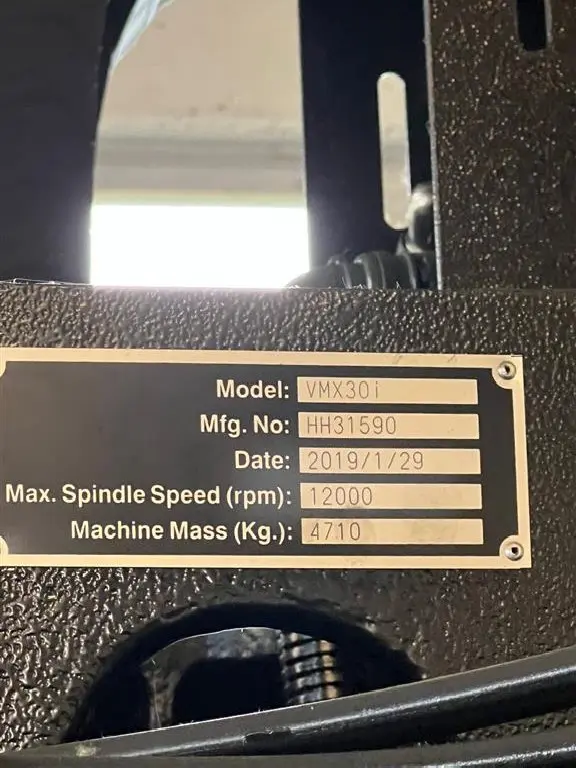 Model: VMX30i
Mfg. No: HH31590
Date: 2019/1/29
Max. Spindle Speed (rpm): 12000
Machine Mass (Kg.): 4710